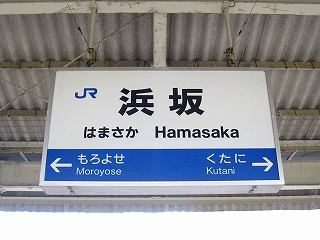 JR 浜坂
はまさか Hamasaka
← もろよせ くたに →
Moroyose Kutani